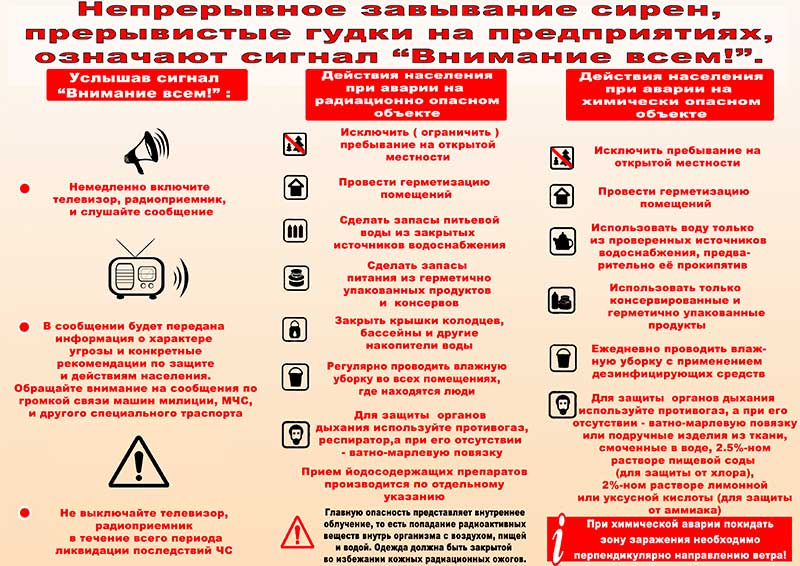 Непрерывное завывание сирен,
прерывистые гудки на предприятиях,
означают сигнал “Внимание всем!”.
Услышав сигнал
“Внимание всем!” :
Немедленно включите
телевизор, радиоприемник,
и слушайте сообщение
В сообщении будет передана
информация о характере
угрозы и конкретные
рекомендации по защите
и действиям населения.
Обращайте внимание на сообщения по
громкой связи машин милиции, МЧС,
и другого специального траспорта
Не выключайте телевизор,
радиоприемник
в течение всего периода
ликвидации последствий ЧС
Действия населения
при аварии на
радиационно опасном
объекте
Исключить ( ограничить )
пребывание на открытой
местности
Провести герметизацию
помещений
Сделать запасы питьевой
воды из закрытых
источников водоснабжения
Сделать запасы
питания из герметично
упакованных продуктов
и консервов
Закрыть крышки колодцев,
бассейны и другие
накопители воды
Регулярно проводить влажную
уборку во всех помещениях,
где находятся люди
Для защиты органов
дыхания используйте противогаз,
респиратор,а при его отсутствии
- ватно-марлевую повязку
Прием йодосодержащих препаратов
производится по отдельному
указанию
Главную опасность представляет внутреннее
облучение, то есть попадание радиоактивных
веществ внутрь организма с воздухом, пищей
и водой. Одежда должна быть закрытой
во избежании кожных радиационных ожогов.
Действия населения
при аварии на
химически опасном
объекте
Исключить пребывание на
открытой местности
Провести герметизацию
помещений
Использовать воду только
из проверенных источников
водоснабжения, предва-
рительно её прокипятив
Использовать только
консервированные и
герметично упакованные
продукты
Ежедневно проводить влаж-
ную уборку с применением
дезинфицирующих средств
Для защиты органов дыхания
используйте противогаз, а при его
отсутствии - ватно-марлевую повязку
или подручные изделия из ткани,
смоченные в воде, 2.5%-ном
растворе пищевой соды
(для защиты от хлора),
2%-ном растворе лимонной
или уксусной кислоты (для защиты
от аммиака)
i
При химической аварии покидать
зону заражения необходимо
перпендикулярно направлению ветра!